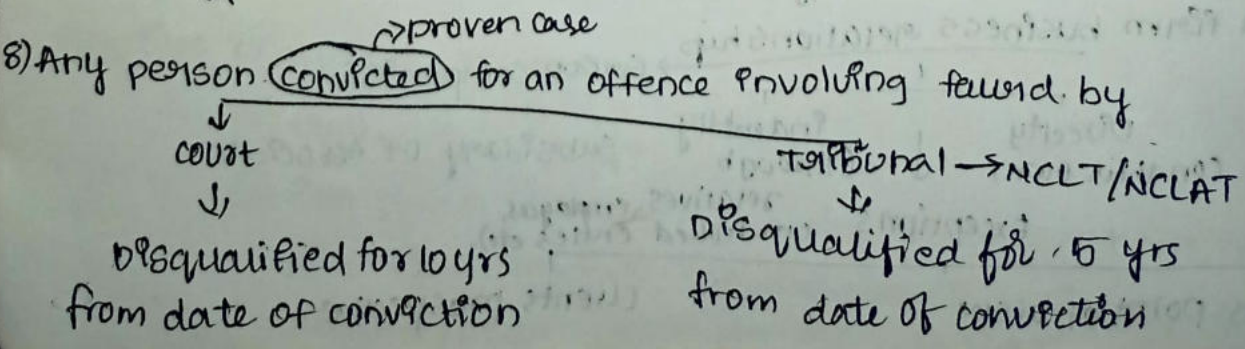 →proven case
8) Any person convicted for an offence involving faurd. by
↓
court
Tribunal → NCLT/NCLAT
↓
↓
Disqualified for 10 yrs
from date of conviction
Disqualified for 5 yrs
from date of conviction